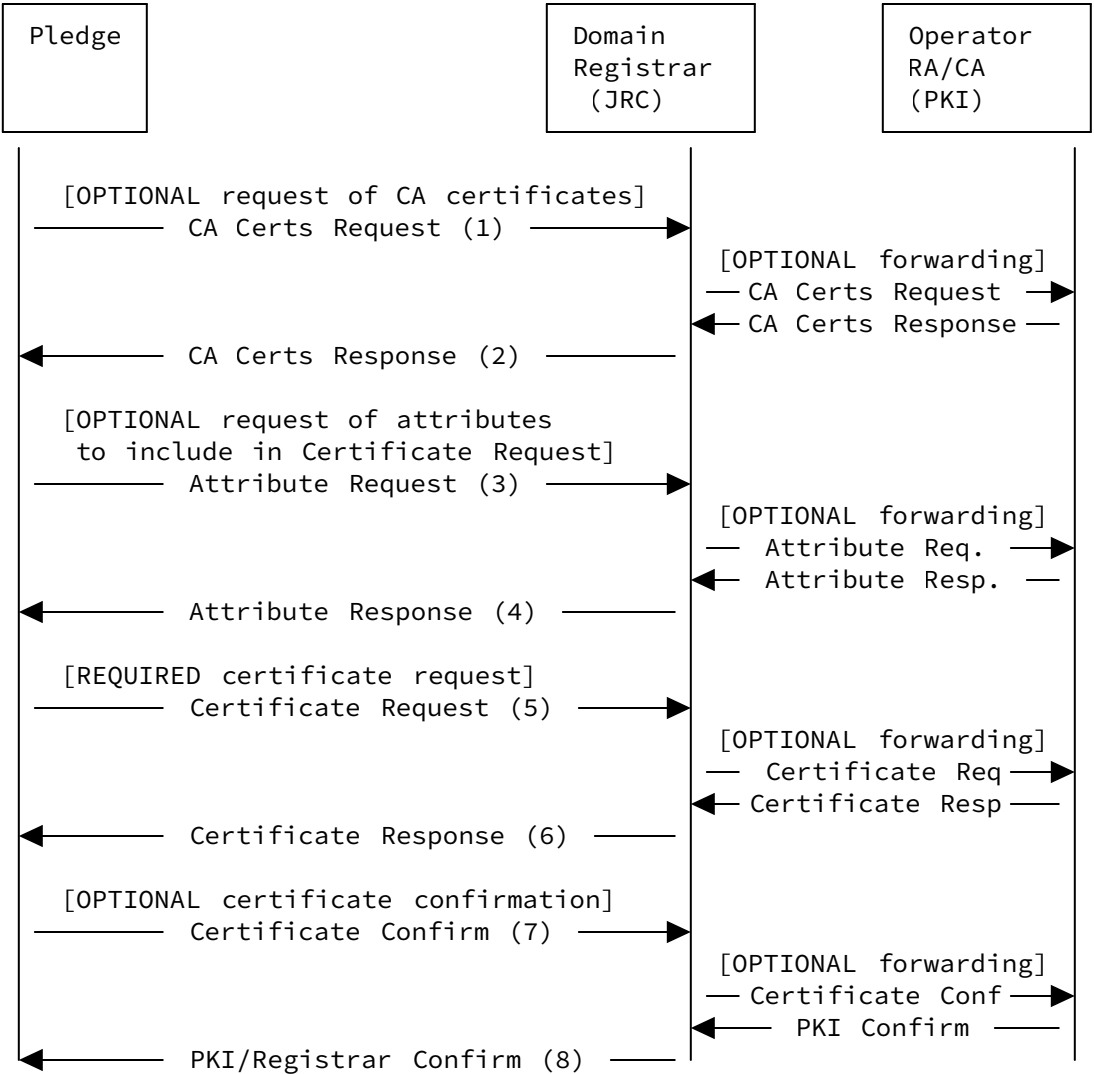 Pledge
Domain
Registrar
(JRC)
Operator
RA/CA
(PKI)
[OPTIONAL request of CA certificates]
CA Certs Request (1)
[OPTIONAL forwarding]
CA Certs Request
CA Certs Response
CA Certs Response (2)
[OPTIONAL request of attributes
to include in Certificate Request]
Attribute Request (3)
[OPTIONAL forwarding]
Attribute Req.
Attribute Resp.
Attribute Response (4)
[REQUIRED certificate request]
Certificate Request (5)
[OPTIONAL forwarding]
Certificate Req
Certificate Resp
Certificate Response (6)
[OPTIONAL certificate confirmation]
Certificate Confirm (7)
[OPTIONAL forwarding]
Certificate Conf
PKI Confirm
PKI/Registrar Confirm (8)